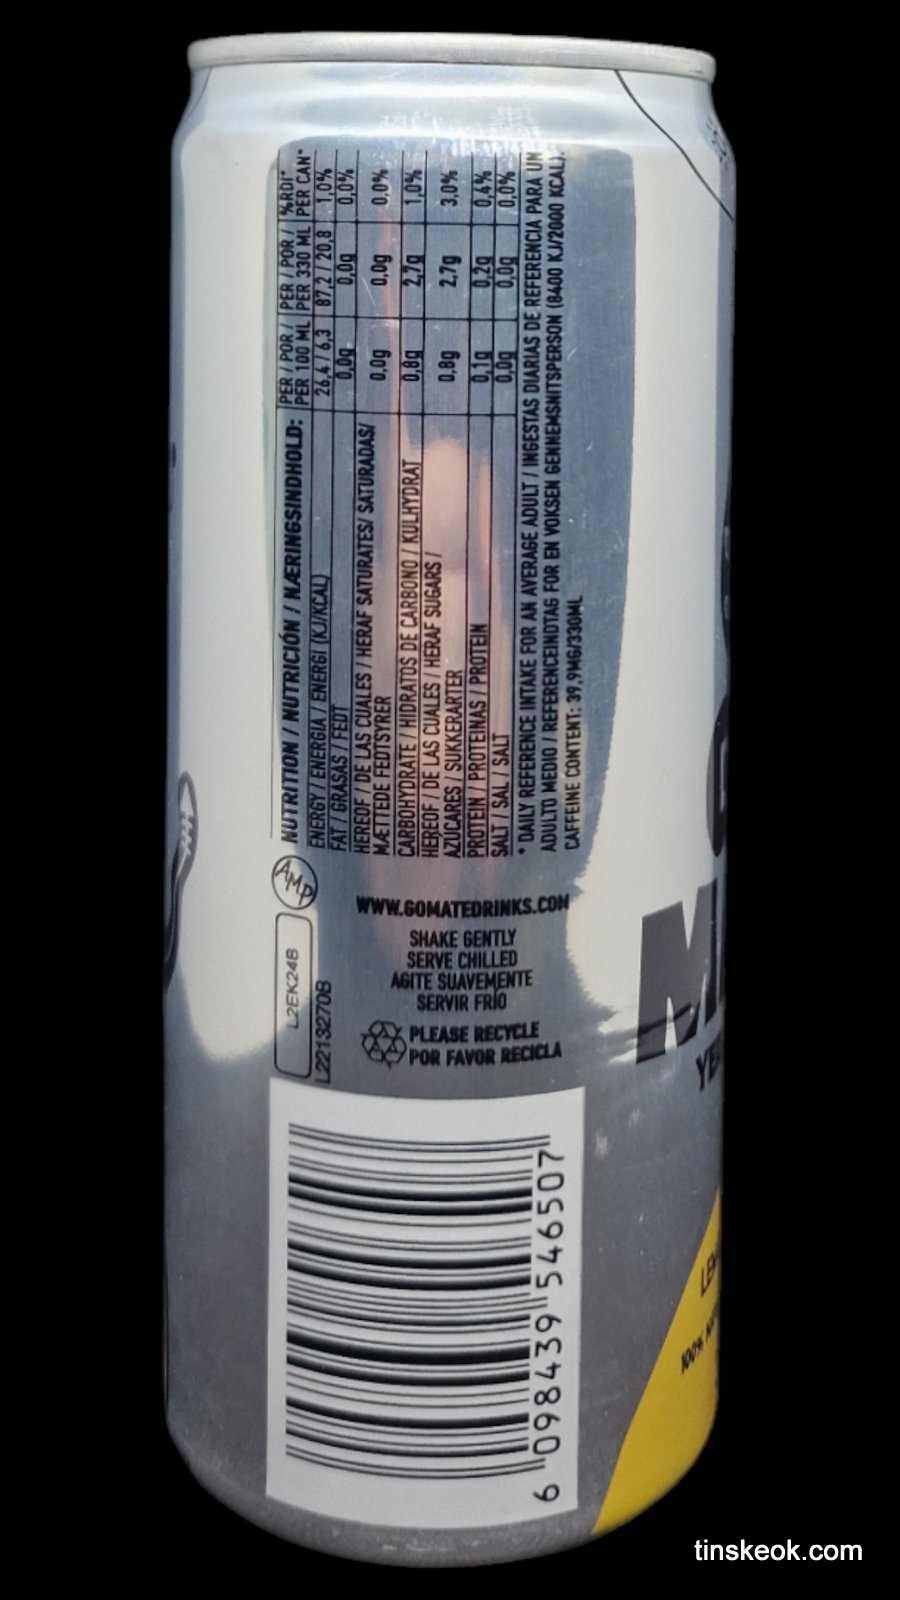 NUTRITION / NUTRICIÓN / NÆRINGSINDHOLD: PER / POR / PER 100 ML PER / POR / PER 330 ML %RDI* PER CAN*
ENERGY / ENERGÍA / ENERGI (KJ/KCAL) 26,4 / 6,3 87,2 / 20,8 1,0%
FAT / GRASAS / FEDT 0,0g 0,0g 0,0%
HEREOF / DE LAS CUALES / HERAF SATURATES/ SATURADAS/
MÆTTEDE FEDTSYRER 0,0g 0,0g 0,0%
CARBOHYDRATE / HIDRATOS DE CARBONO / KULHYDRAT 0,8g 2,7g 1,0%
HEREOF / DE LAS CUALES / HERAF SUGARS /
AZÚCARES / SUKKERARTER 0,8g 2,7g 3,0%
PROTEIN / PROTEINAS / PROTEIN 0,1g 0,2g 0,4%
SALT / SAL / SALT 0,0g 0,0g 0,0%
* DAILY REFERENCE INTAKE FOR AN AVERAGE ADULT / INGESTAS DIARIAS DE REFERENCIA PARA UN
ADULTO MEDIO / REFERENCEINDTAG FOR EN VOKSEN GENNEMSNITSPERSON (8400 KJ/2000 KCAL).
CAFFEINE CONTENT: 39,9MG/330ML
AMP
WWW.GOMATEDRINKS.COM
SHAKE GENTLY
SERVE CHILLED
AGITE SUAVEMENTE
SERVIR FRÍO
PLEASE RECYCLE
POR FAVOR RECICLA
L2EK24B
L2213270B
6 098439 546507
100%
tinskeok.com